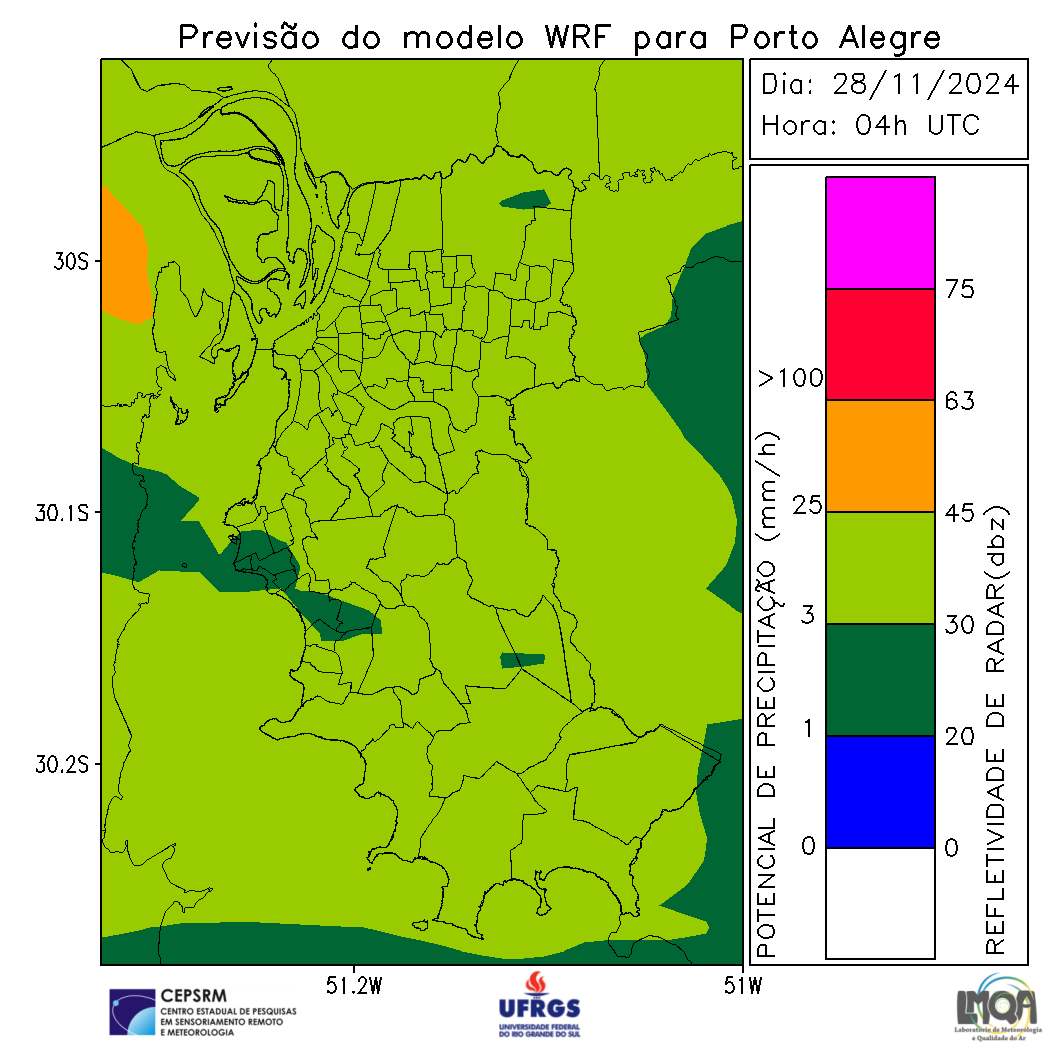 Previsão do modelo WRF para Porto Alegre
Dia: 28/11/2024
Hora: 04h UTC
30S
30.1S
30.2S
51.2W
51W
POTENCIAL DE PRECIPITAÇÃO (mm/h)
>100
25
3
1
0
75
63
45
30
20
0
REFLETIVIDADE DE RADAR(dbz)
CEPSRM
CENTRO ESTADUAL DE PESQUISAS
EM SENSORIAMENTO REMOTO
E METEOROLOGIA
UFRGS
UNIVERSIDADE FEDERAL
DO RIO GRANDE DO SUL
LMQA
Laboratório de Meteorologia
e Qualidade do Ar